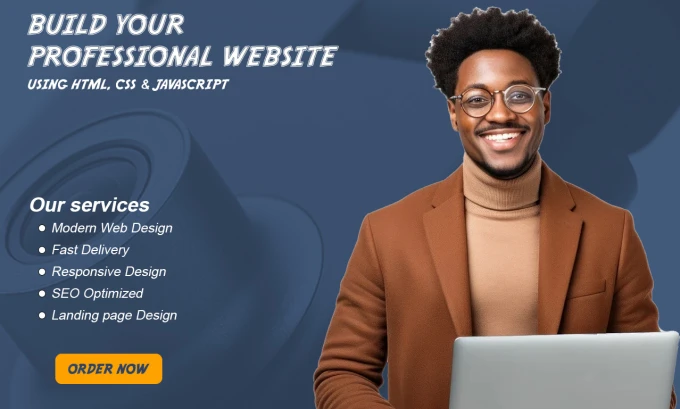 BUILD YOUR
PROFESSIONAL WEBSITE
USING HTML, CSS & JAVASCRIPT
Our services
Modern Web Design
Fast Delivery
Responsive Design
SEO Optimized
Landing page Design
ORDER NOW